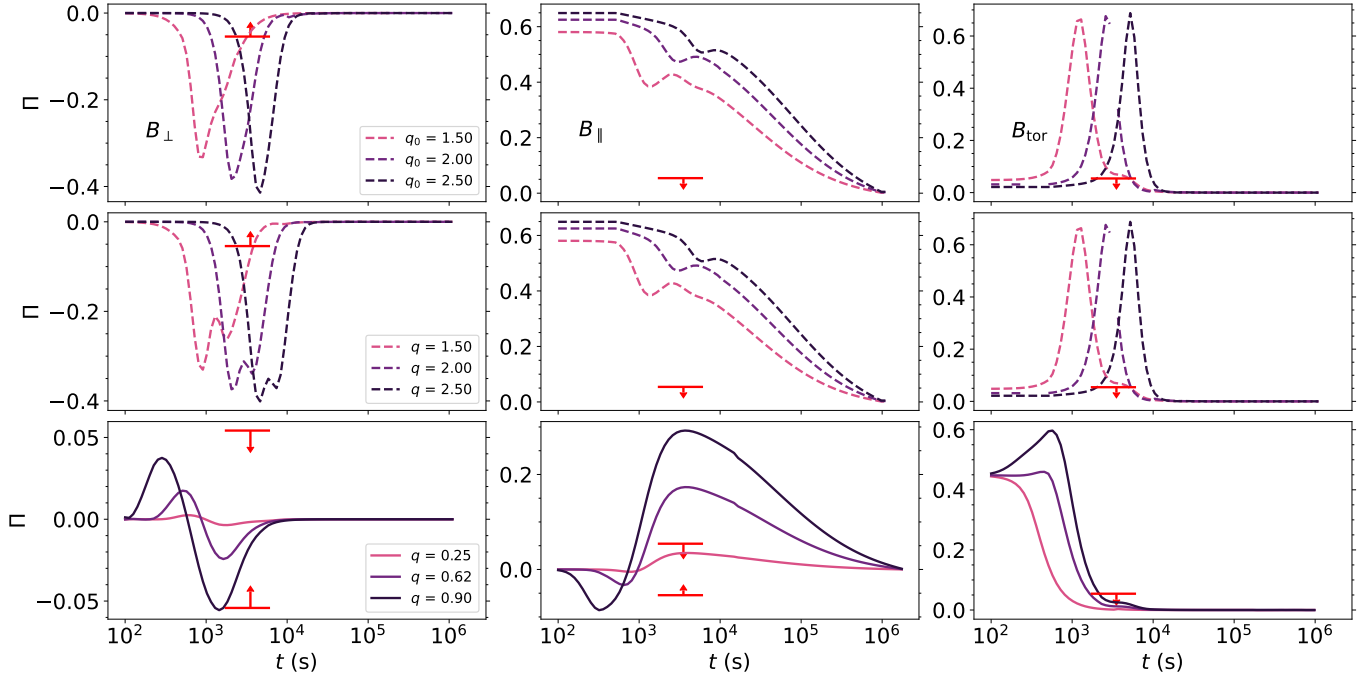 0.0
−0.2
−0.4
Π
B⊥
q₀ = 1.50
q₀ = 2.00
q₀ = 2.50
0.6
0.4
0.2
0.0
B∥
0.6
0.4
0.2
0.0
B_tor
0.0
−0.2
−0.4
Π
q = 1.50
q = 2.00
q = 2.50
0.6
0.4
0.2
0.0
0.6
0.4
0.2
0.0
0.05
0.00
−0.05
Π
q = 0.25
q = 0.62
q = 0.90
10² 10³ 10⁴ 10⁵ 10⁶
t (s)
0.2
0.0
10² 10³ 10⁴ 10⁵ 10⁶
t (s)
0.6
0.4
0.2
0.0
10² 10³ 10⁴ 10⁵ 10⁶
t (s)